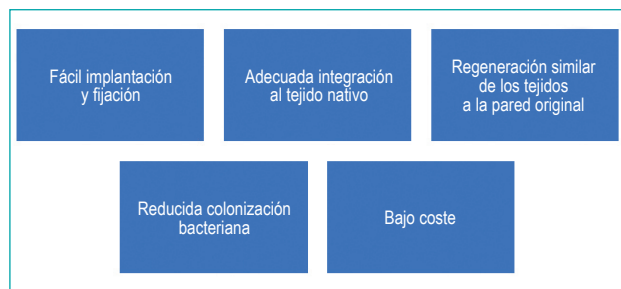 Fácil implantación
y fijación
Adecuada integración
al tejido nativo
Regeneración similar
de los tejidos
a la pared original
Reducida colonización
bacteriana
Bajo coste